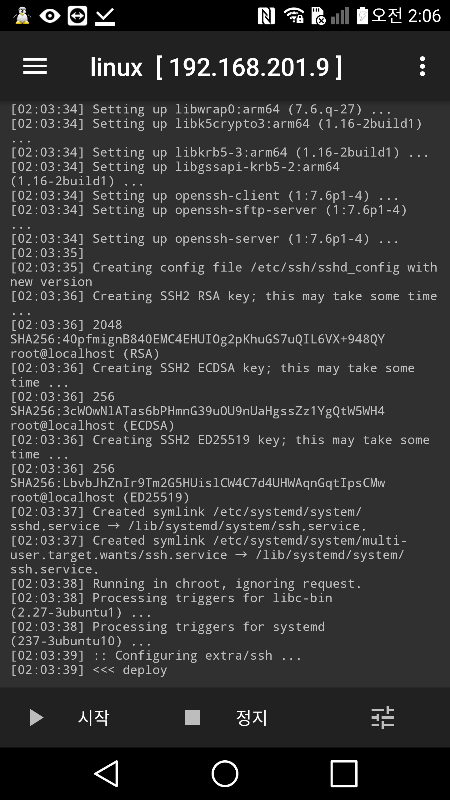 오전 2:06
linux [ 192.168.201.9 ]
[02:03:34] Setting up libwrap0:arm64 (7.6.q-27) ...
[02:03:34] Setting up libk5crypto3:arm64 (1.16-2build1)
...
[02:03:34] Setting up libkrb5-3:arm64 (1.16-2build1) ...
[02:03:34] Setting up libgssapi-krb5-2:arm64
(1.16-2build1) ...
[02:03:34] Setting up openssh-client (1:7.6p1-4) ...
[02:03:34] Setting up openssh-sftp-server (1:7.6p1-4)
...
[02:03:34] Setting up openssh-server (1:7.6p1-4) ...
[02:03:35]
[02:03:35] Creating config file /etc/ssh/sshd_config with
new version
[02:03:36] Creating SSH2 RSA key; this may take some time
...
[02:03:36] 2048
SHA256:4OpfmignB840EMC4EHUIOg2pKhuGS7uQIL6VX+948QY
root@localhost (RSA)
[02:03:36] Creating SSH2 ECDSA key; this may take some
time ...
[02:03:36] 256
SHA256:3cWOwNlATas6bPHmnG39uOU9nUaHgssZz1YgQtW5WH4
root@localhost (ECDSA)
[02:03:36] Creating SSH2 ED25519 key; this may take some
time ...
[02:03:36] 256
SHA256:LbvbJhZnIr9Tm2G5HUislCW4C7d4UHWAqnGqtIpsCMw
root@localhost (ED25519)
[02:03:37] Created symlink /etc/systemd/system/
sshd.service → /lib/systemd/system/ssh.service.
[02:03:37] Created symlink /etc/systemd/system/multi-
user.target.wants/ssh.service → /lib/systemd/system/
ssh.service.
[02:03:38] Running in chroot, ignoring request.
[02:03:38] Processing triggers for libc-bin
(2.27-3ubuntu1) ...
[02:03:38] Processing triggers for systemd
(237-3ubuntu10) ...
[02:03:39] :: Configuring extra/ssh ...
[02:03:39] <<< deploy
시작 정지